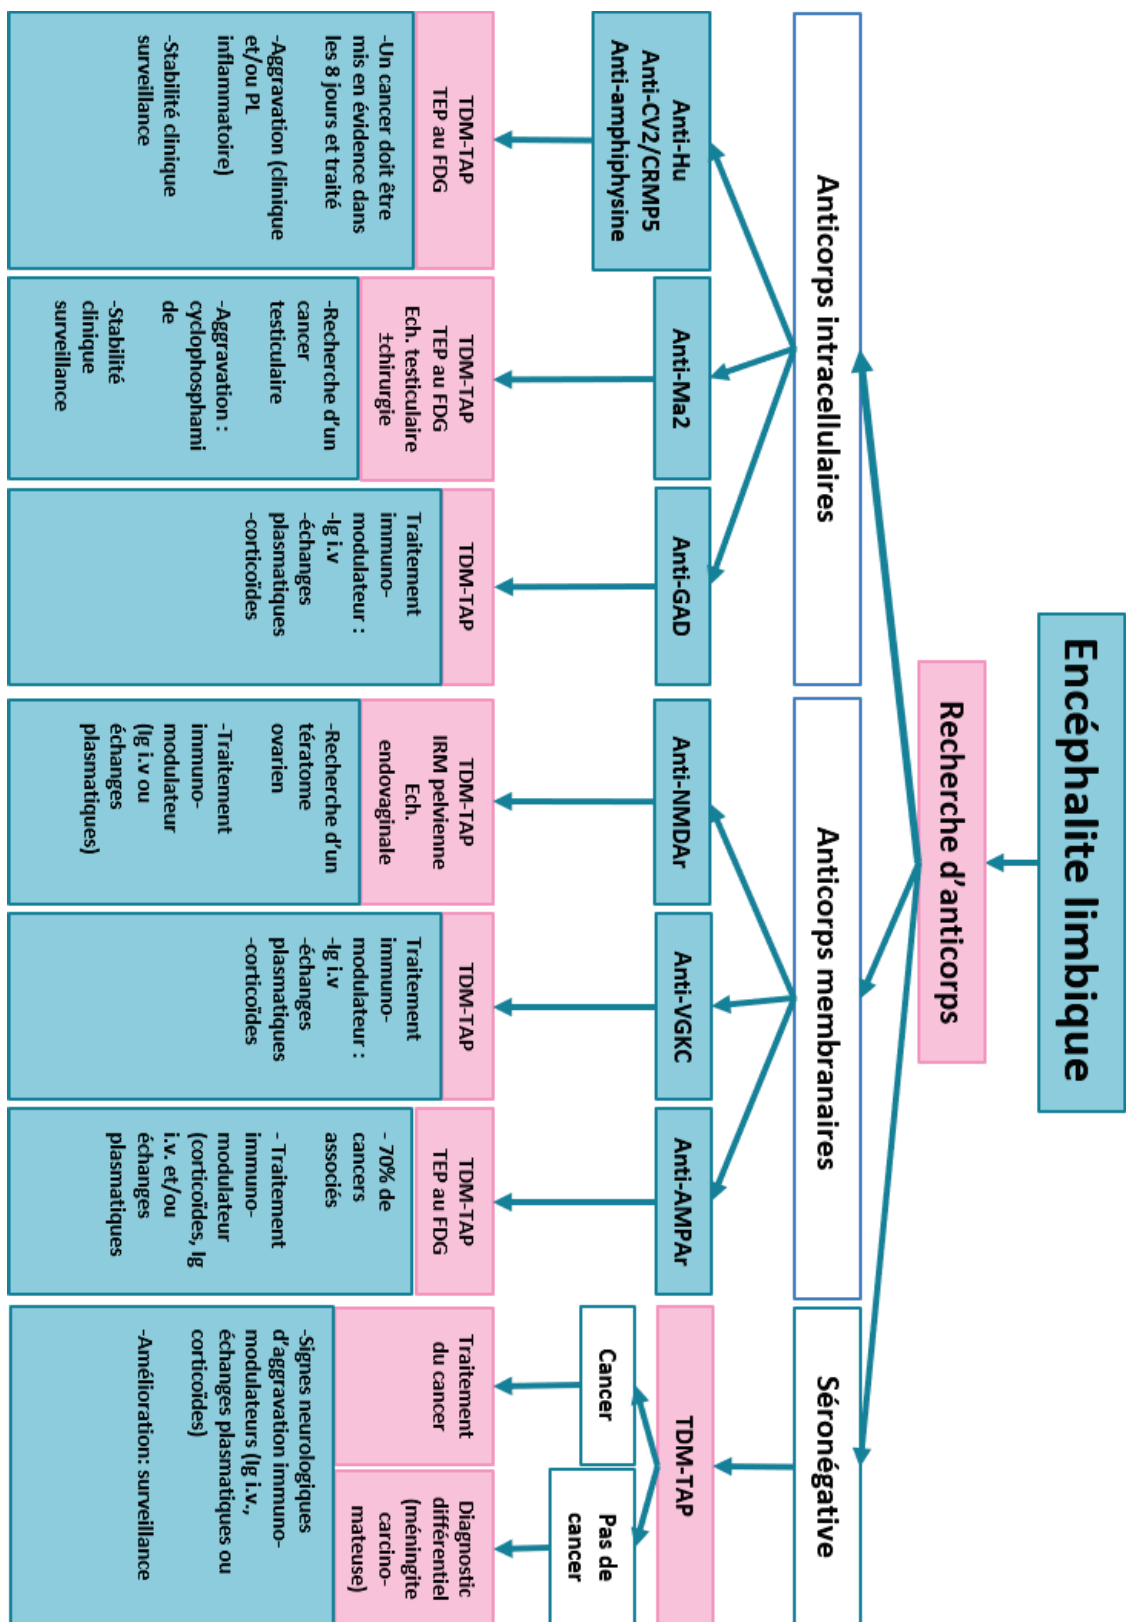 Encéphalite limbique
Recherche d'anticorps
Anticorps intracellulaires
Anticorps membranaires
Séronégative
Anti-Hu
Anti-CV2/CRMP5
Anti-amphiphysine
Anti-Ma2
Anti-GAD
Anti-NMDAr
Anti-VGKC
Anti-AMPAr
TDM-TAP
Cancer
Pas de
cancer
TDM-TAP
TEP au FDG
TDM-TAP
TEP au FDG
Ech. testiculaire
±chirurgie
TDM-TAP
TDM-TAP
IRM pelvienne
Ech.
endovaginale
TDM-TAP
TDM-TAP
TEP au FDG
Traitement
du cancer
Diagnostic
différentiel
(méningite
carcino-
mateuse)
-Un cancer doit être
mis en évidence dans
les 8 jours et traité
-Aggravation (clinique
et/ou PL
inflammatoire)
-Stabilité clinique
surveillance
-Recherche d'un
cancer
testiculaire
-Aggravation :
cyclophosphami
de
-Stabilité
clinique
surveillance
Traitement
immuno-
modulateur :
-Ig i.v
-échanges
plasmatiques
-corticoïdes
-Recherche d'un
tératome
ovarien
-Traitement
immuno-
modulateur
(Ig i.v ou
échanges
plasmatiques)
Traitement
immuno-
modulateur :
-Ig i.v
-échanges
plasmatiques
-corticoïdes
- 70% de
cancers
associés
- Traitement
immuno-
modulateur
(corticoïdes, Ig
i.v. et/ou
échanges
plasmatiques
-Signes neurologiques
d'aggravation immuno-
modulateurs (Ig i.v.,
échanges plasmatiques ou
corticoïdes)
-Amélioration: surveillance